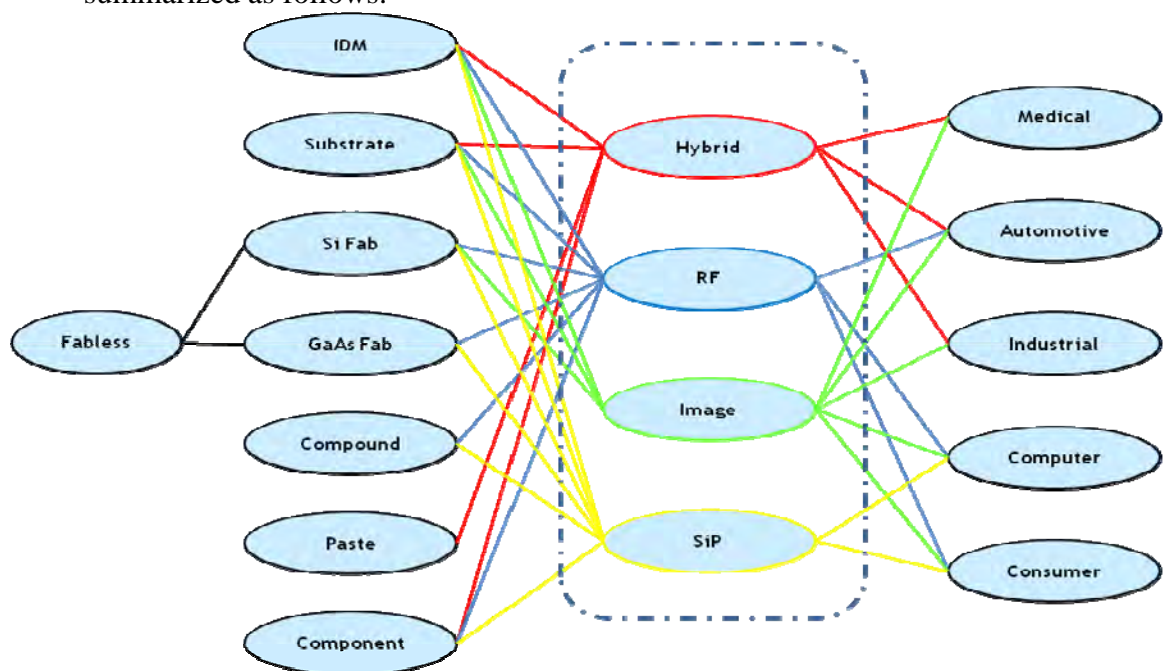 summarized as follows:
IDM
Substrate
Si Fab
Fabless
GaAs Fab
Compound
Paste
Component
Hybrid
RF
Image
SiP
Medical
Automotive
Industrial
Computer
Consumer